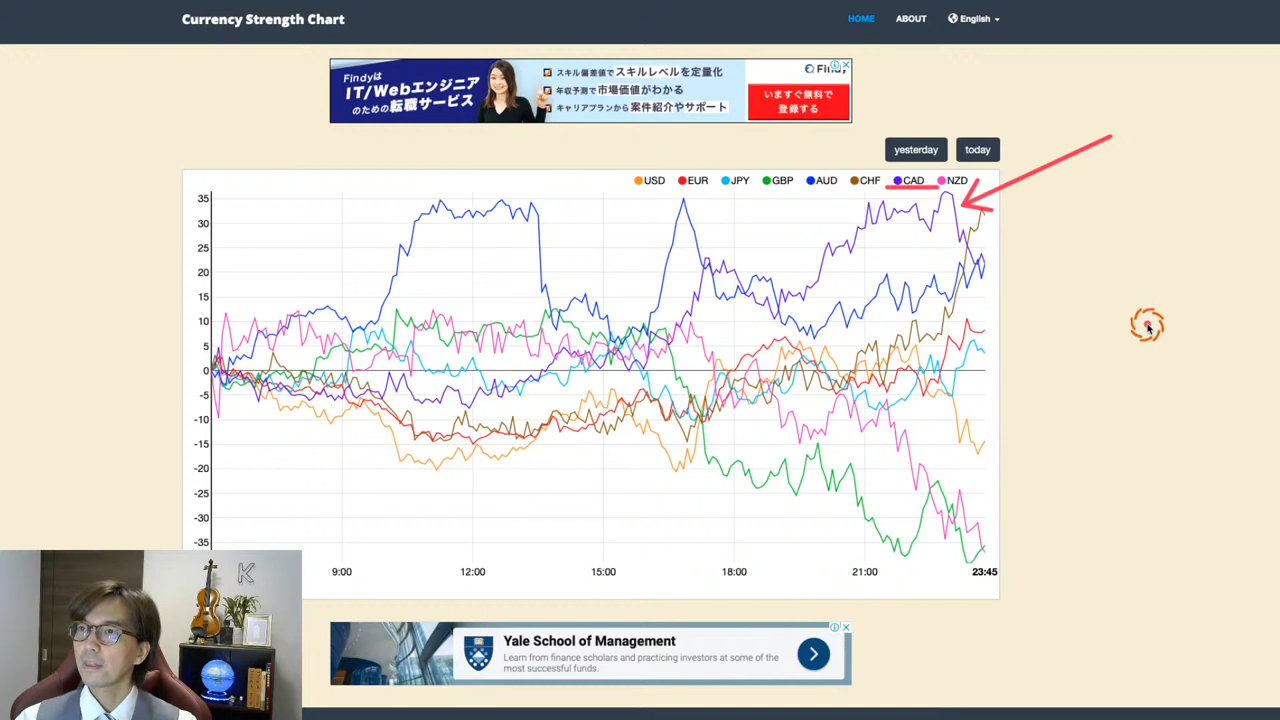 Currency Strength Chart
HOME ABOUT English
Findyは
IT/Webエンジニア
のための転職サービス
スキル偏差値でスキルレベルを定量化
年収予測で市場価値がわかる
キャリアプランから案件紹介やサポート
Findy
いますぐ無料で
登録する
yesterday today
USD EUR JPY GBP AUD CHF CAD NZD
35
30
25
20
15
10
5
0
-5
-10
-15
-20
-25
-30
-35
9:00 12:00 15:00 18:00 21:00 23:45
K
Yale School of Management
Learn from finance scholars and practicing investors at some of the
most successful funds.